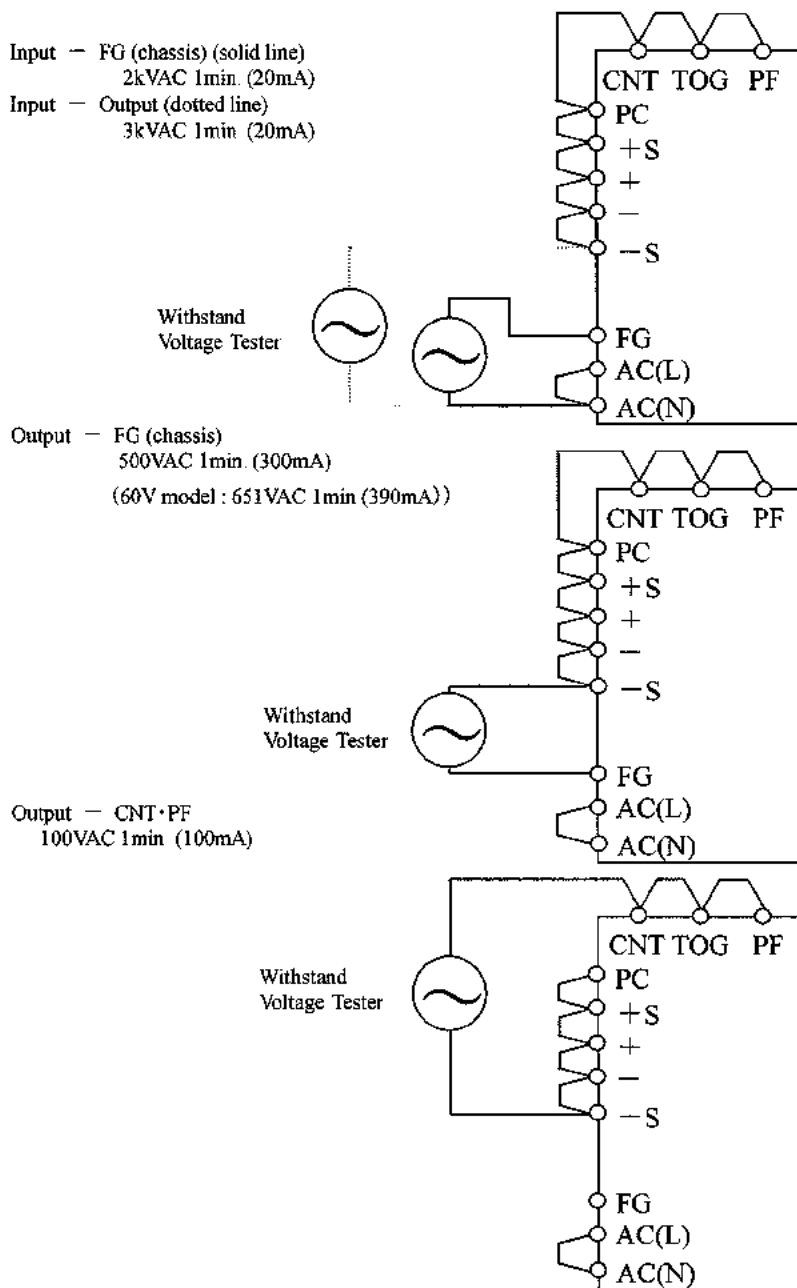 Input － FG (chassis) (solid line)
2kVAC 1min. (20mA)
Input － Output (dotted line)
3kVAC 1min (20mA)
CNT TOG PF
PC
+S
+
−
−S
Withstand
Voltage Tester
FG
AC(L)
AC(N)
Output － FG (chassis)
500VAC 1min. (300mA)
(60V model : 651VAC 1min (390mA))
CNT TOG PF
PC
+S
+
−
−S
Withstand
Voltage Tester
FG
AC(L)
AC(N)
Output － CNT･PF
100VAC 1min (100mA)
CNT TOG PF
PC
+S
+
−
−S
Withstand
Voltage Tester
FG
AC(L)
AC(N)